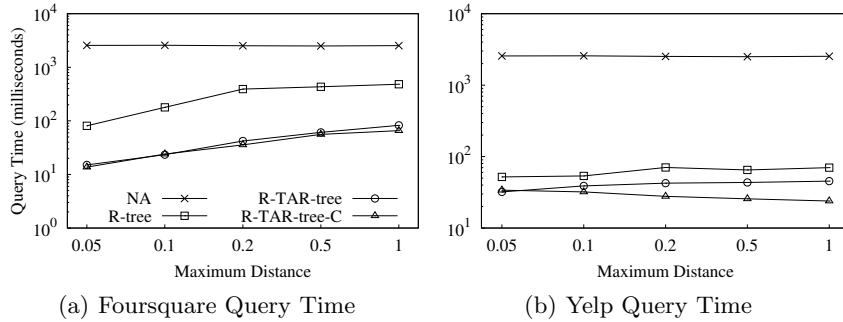 10^4
10^3
10^2
10^1
10^0
Query Time (milliseconds)
NA
R-tree
R-TAR-tree
R-TAR-tree-C
0.05 0.1 0.2 0.5 1
Maximum Distance
(a) Foursquare Query Time
10^4
10^3
10^2
10^1
0.05 0.1 0.2 0.5 1
Maximum Distance
(b) Yelp Query Time